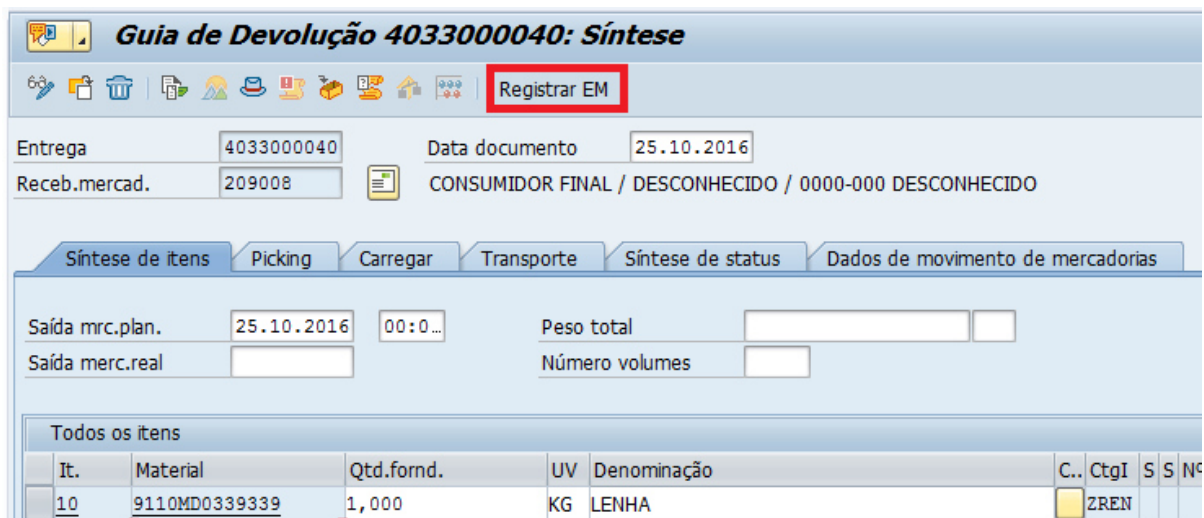 Guia de Devolução 4033000040: Síntese
Registrar EM
Entrega 4033000040 Data documento 25.10.2016
Receb.mercad. 209008 CONSUMIDOR FINAL / DESCONHECIDO / 0000-000 DESCONHECIDO
Síntese de itens Picking Carregar Transporte Síntese de status Dados de movimento de mercadorias
Saída mrc.plan. 25.10.2016 00:0… Peso total
Saída merc.real Número volumes
Todos os itens
It. Material Qtd.fornd. UV Denominação C.. CtgI S S Nº
10 9110MD0339339 1,000 KG LENHA ZREN